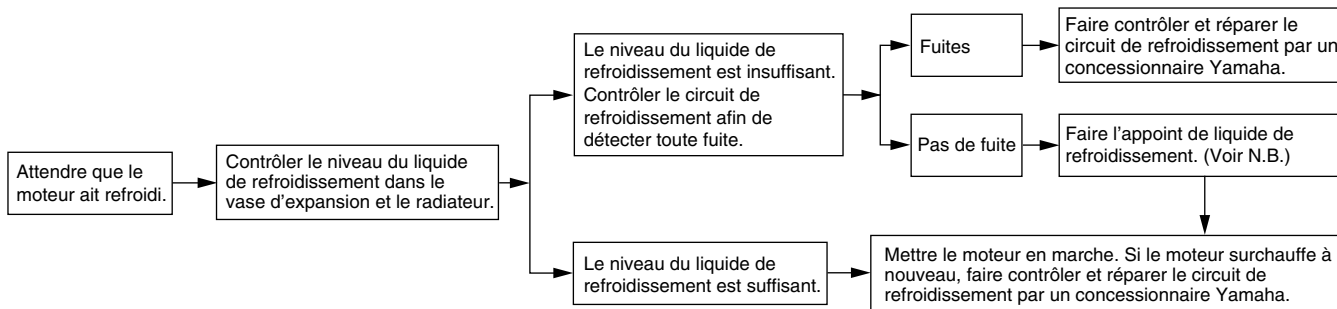 Attendre que le
moteur ait refroidi.
Contrôler le niveau du liquide
de refroidissement dans le
vase d'expansion et le radiateur.
Le niveau du liquide de
refroidissement est insuffisant.
Contrôler le circuit de
refroidissement afin de
détecter toute fuite.
Fuites
Faire contrôler et réparer le
circuit de refroidissement par un
concessionnaire Yamaha.
Pas de fuite
Faire l'appoint de liquide de
refroidissement. (Voir N.B.)
Le niveau du liquide de
refroidissement est suffisant.
Mettre le moteur en marche. Si le moteur surchauffe à
nouveau, faire contrôler et réparer le circuit de
refroidissement par un concessionnaire Yamaha.